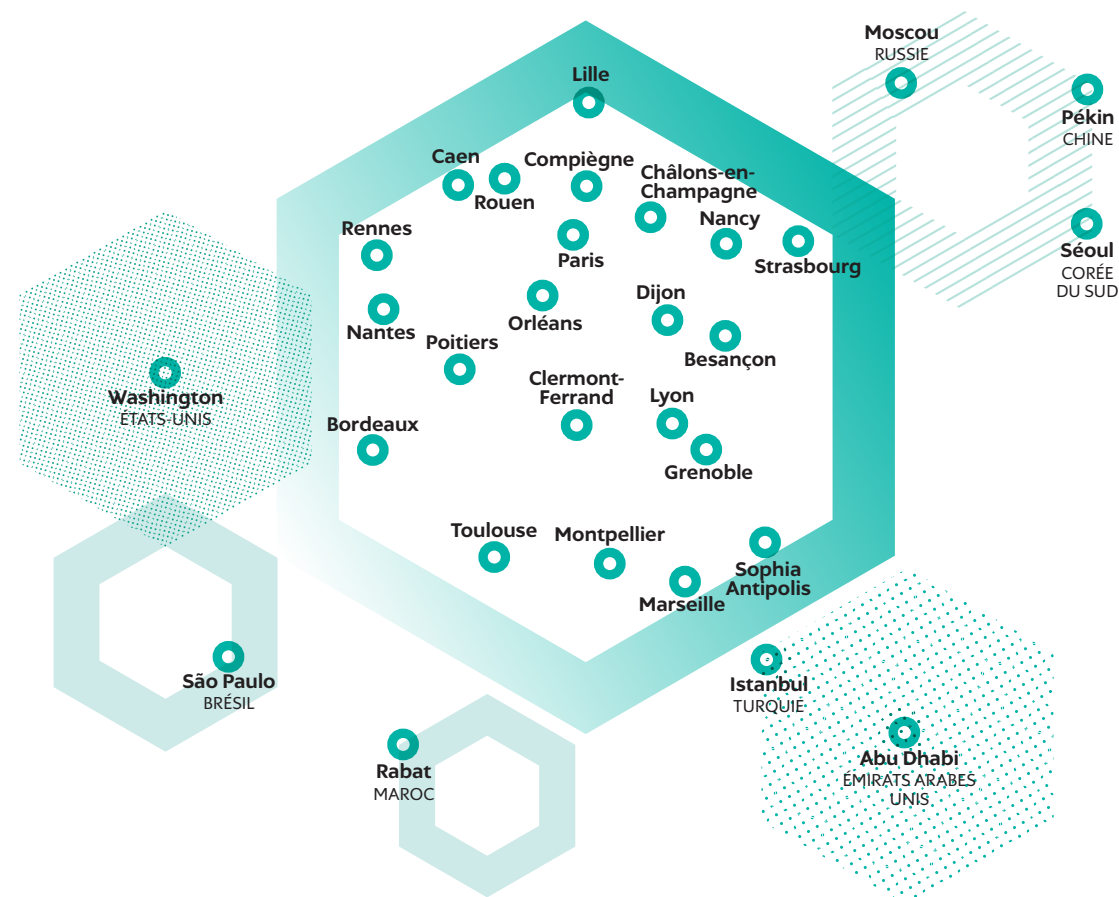 Moscou
RUSSIE
Lille
Pékin
CHINE
Caen
Compiègne
Châlons-en-
Champagne
Rouen
Nancy
Rennes
Paris
Strasbourg
Séoul
CORÉE
DU SUD
Dijon
Orléans
Nantes
Poitiers
Besançon
Clermont-
Ferrand
Lyon
Washington
ÉTATS-UNIS
Bordeaux
Grenoble
Toulouse
Montpellier
Sophia
Antipolis
Marseille
São Paulo
BRÉSIL
Istanbul
TURQUIE
Rabat
MAROC
Abu Dhabi
ÉMIRATS ARABES
UNIS